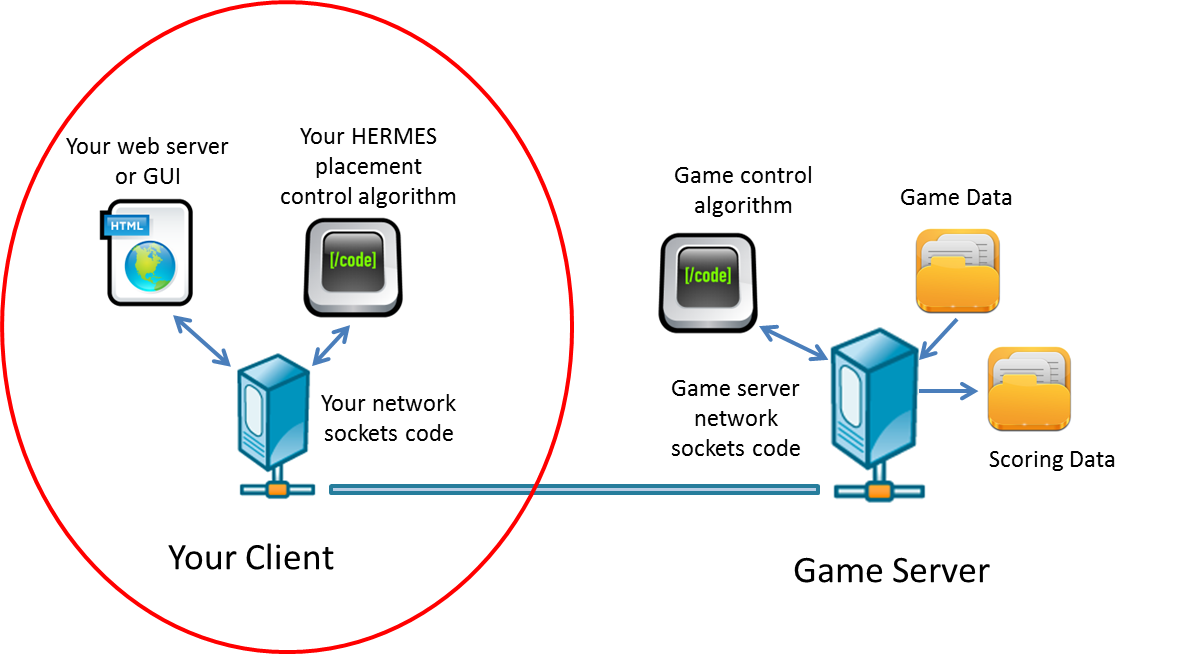 Your web server
or GUI
HTML
Your HERMES
placement
control algorithm
[/code]
Your network
sockets code
Your Client
Game control
algorithm
[/code]
Game Data
Game server
network
sockets code
Scoring Data
Game Server